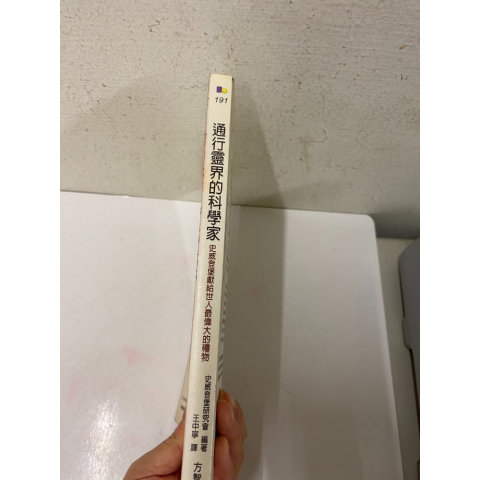 191
通行靈界的科學家
史威登堡獻給世人最偉大的禮物
史威登堡研究會 編著
王中寧 譯
方智